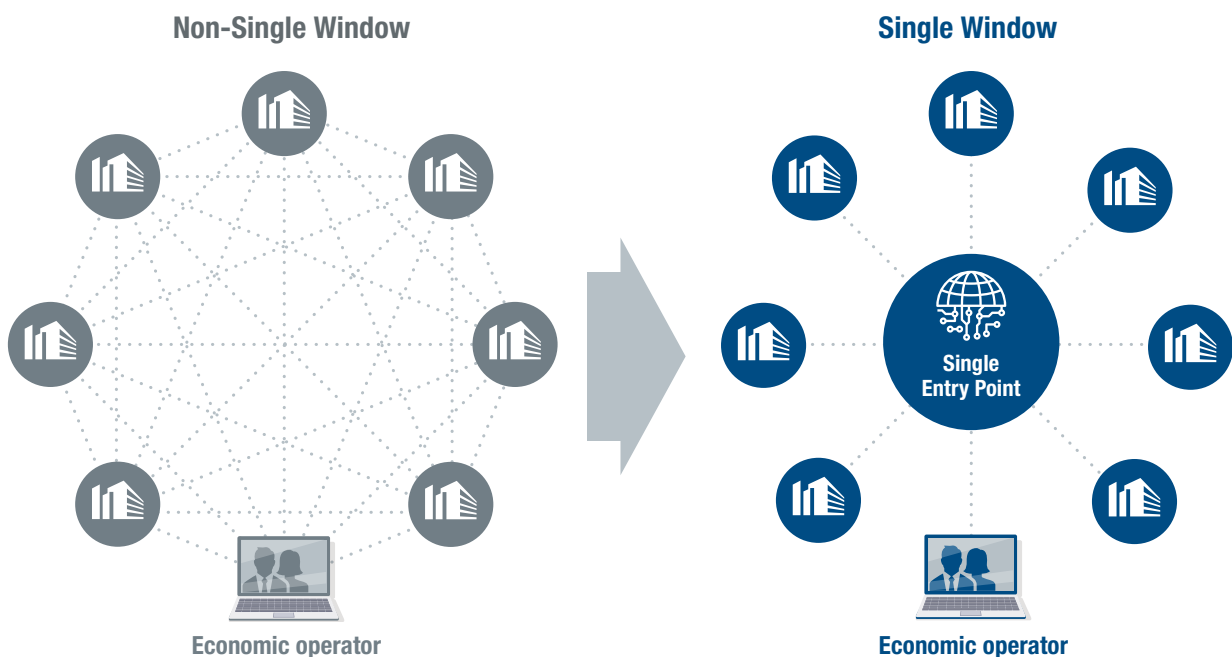 Non-Single Window
Single Window
Single
Entry Point
Economic operator
Economic operator